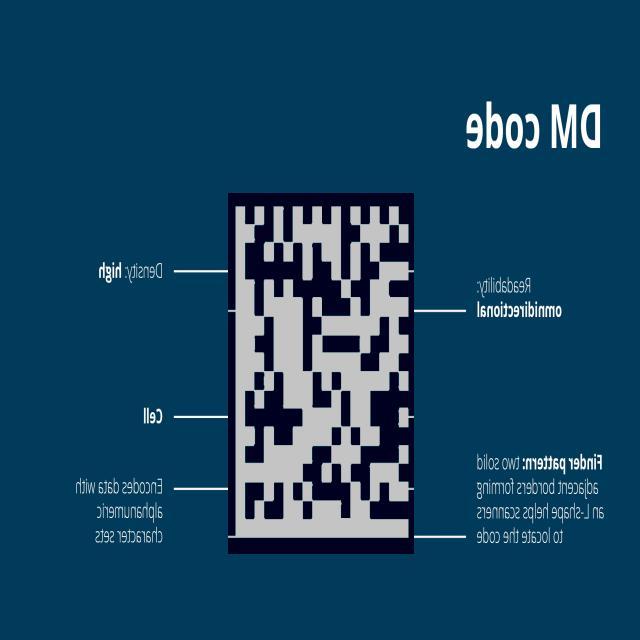 DM code
Readability:
omnidirectional
Finder pattern: two solid
adjacent borders forming
an L-shape helps scanners
to locate the code
Density: high
Cell
Encodes data with
alphanumeric
character sets